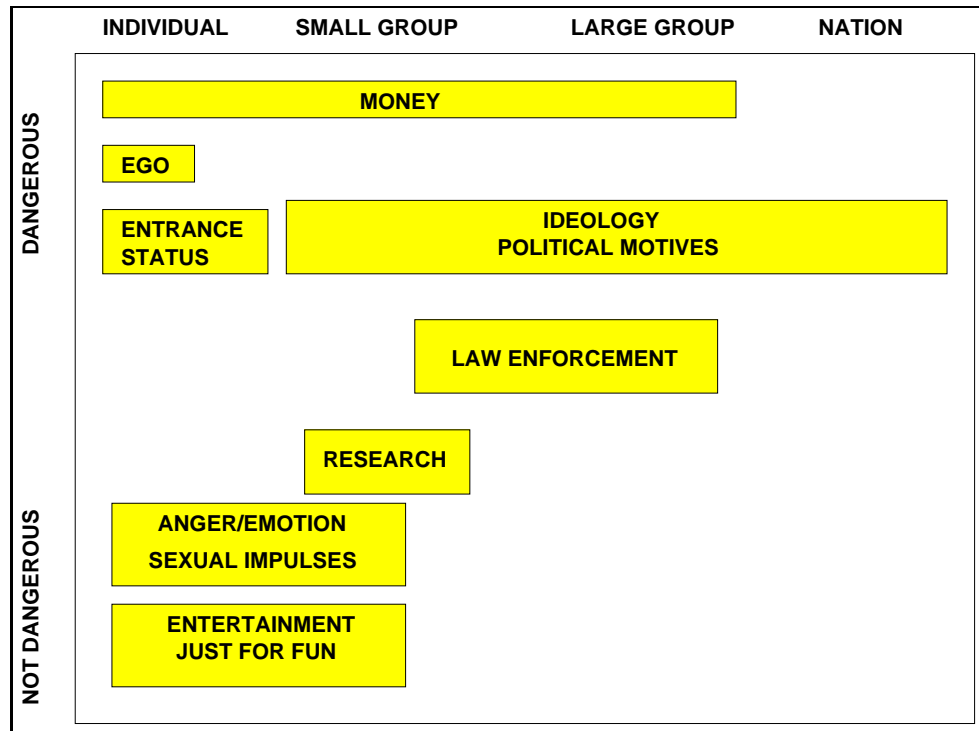 INDIVIDUAL SMALL GROUP LARGE GROUP NATION
DANGEROUS
MONEY
EGO
ENTRANCE
STATUS
IDEOLOGY
POLITICAL MOTIVES
LAW ENFORCEMENT
RESEARCH
NOT DANGEROUS
ANGER/EMOTION
SEXUAL IMPULSES
ENTERTAINMENT
JUST FOR FUN